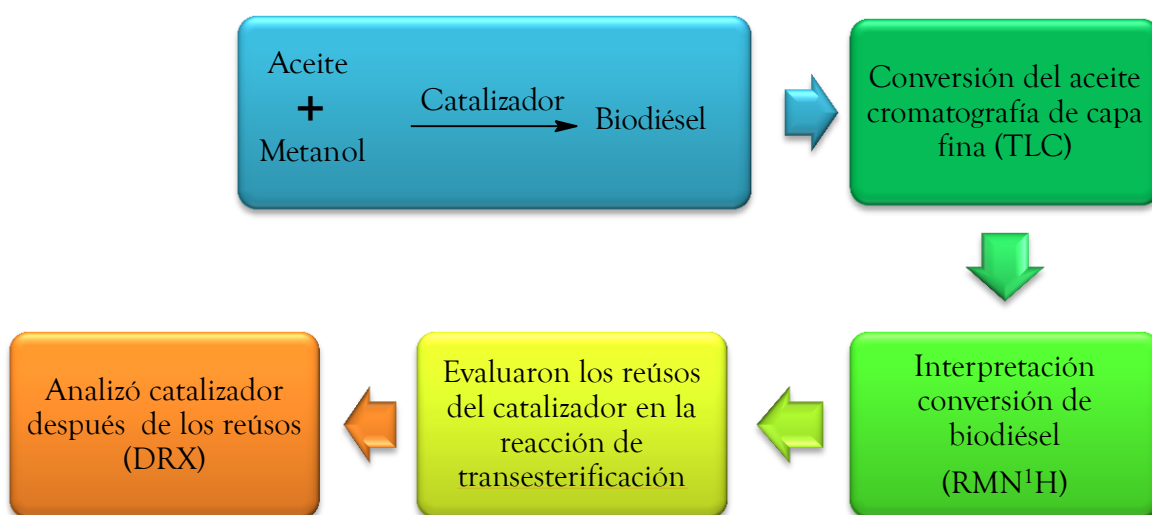 Aceite
+
Metanol
Catalizador
Biodiésel
Conversión del aceite
cromatografía de capa
fina (TLC)
Interpretación
conversión de
biodiésel
(RMN¹H)
Evaluaron los reúsos
del catalizador en la
reacción de
transesterificación
Analizó catalizador
después de los reúsos
(DRX)